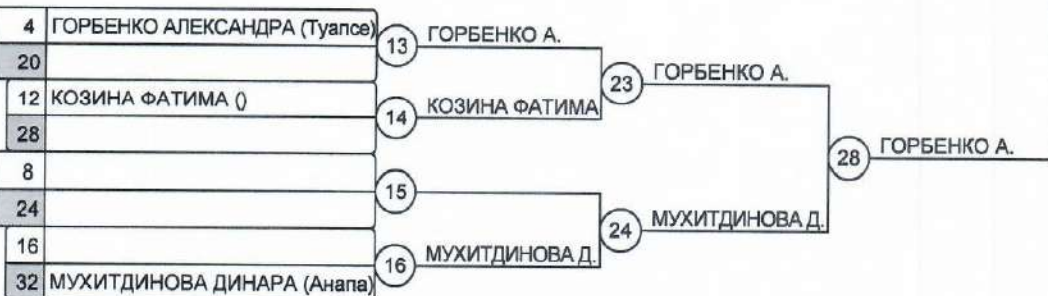 4 ГОРБЕНКО АЛЕКСАНДРА (Туапсе)
20
12 КОЗИНА ФАТИМА ()
28
8
24
16
32 МУХИТДИНОВА ДИНАРА (Анапа)
13 ГОРБЕНКО А.
14 КОЗИНА ФАТИМА
15
16 МУХИТДИНОВА Д.
23 ГОРБЕНКО А.
24 МУХИТДИНОВА Д.
28 ГОРБЕНКО А.